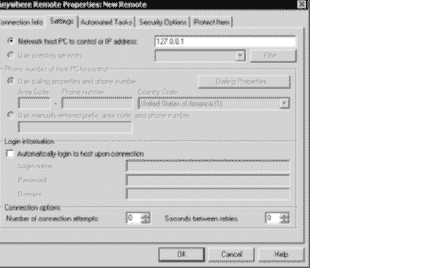 nywhere Remote Properties: New Remote
Connection Info Settings Automated Tasks Security Options Protect Item
Network host PC to control or IP address: 127.0.0.1
Use directory services: Filter
Phone number of host PC to control
Use dialing properties and phone number Dialing Properties
Area Code Phone number Country Code
United States of America (1)
Use manually entered prefix, area code, and phone number
Login information
Automatically login to host upon connection
Login name:
Password:
Domain:
Connection options
Number of connection attempts: 0 Seconds between retries: 0
OK Cancel Help